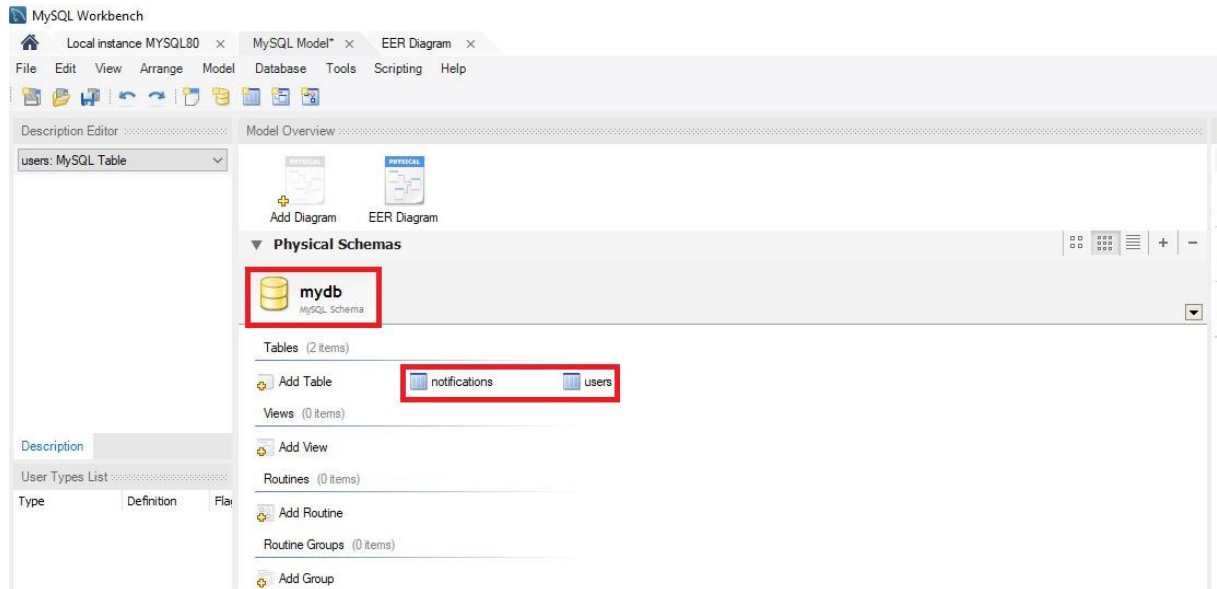 MySQL Workbench
Local instance MYSQL80 × MySQL Model* × EER Diagram ×
File Edit View Arrange Model Database Tools Scripting Help
Description Editor
Model Overview
users: MySQL Table
PHYSICAL PHYSICAL
Add Diagram EER Diagram
Physical Schemas
mydb
MySQL Schema
Tables (2 items)
Add Table notifications users
Views (0 items)
Description
Add View
User Types List
Routines (0 items)
Type Definition Fla
Add Routine
Routine Groups (0 items)
Add Group